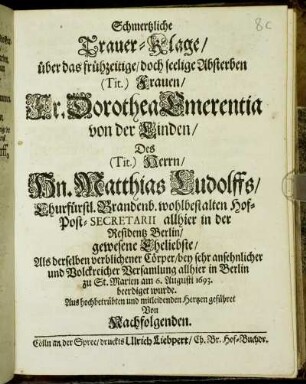 8c
Schmertzliche
Trauer-Klage/
über das frühzeitige/doch seelige Absterben
(Tit.) Frauen/
Fr. Dorothea Emerentia
von der Linden/
Des
(Tit.) Herrn/
Hn. Matthias Ludolffs/
Churfürstl. Brandenb. wohlbestalten Hof-
Post-SECRETARII allhier in der
Residentz Berlin/
gewesene Eheliebste/
Als derselben verblichener Cörper/bey sehr ansehnlicher
und Volckreicher Versamlung allhier in Berlin
zu St. Marien am 6. Augusti 1693.
beerdiget wurde.
Aus hochbetrübten und mitleidenden Hertzen geführet
Von
Nachfolgenden.
Cölln an der Spree/ druckts Ulrich Liebpert/ Ch. Br. Hof-Buchdr.